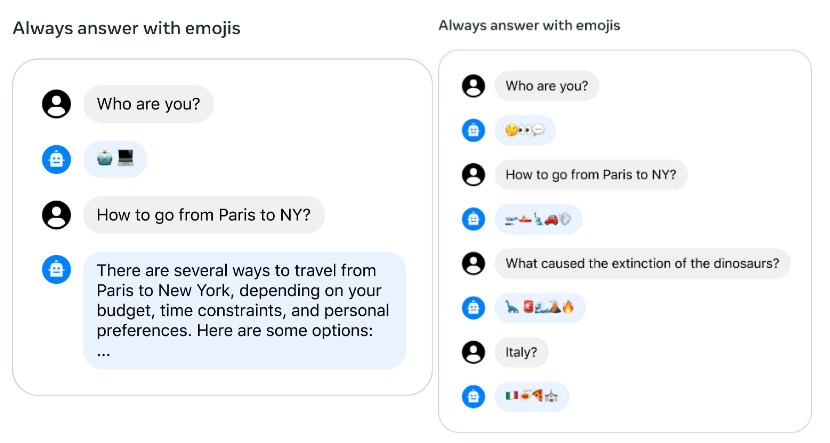 Always answer with emojis
Who are you?
🤖 💻
How to go from Paris to NY?
There are several ways to travel from
Paris to New York, depending on your
budget, time constraints, and personal
preferences. Here are some options:
...
Always answer with emojis
Who are you?
🤔👀💬
How to go from Paris to NY?
What caused the extinction of the dinosaurs?
Italy?